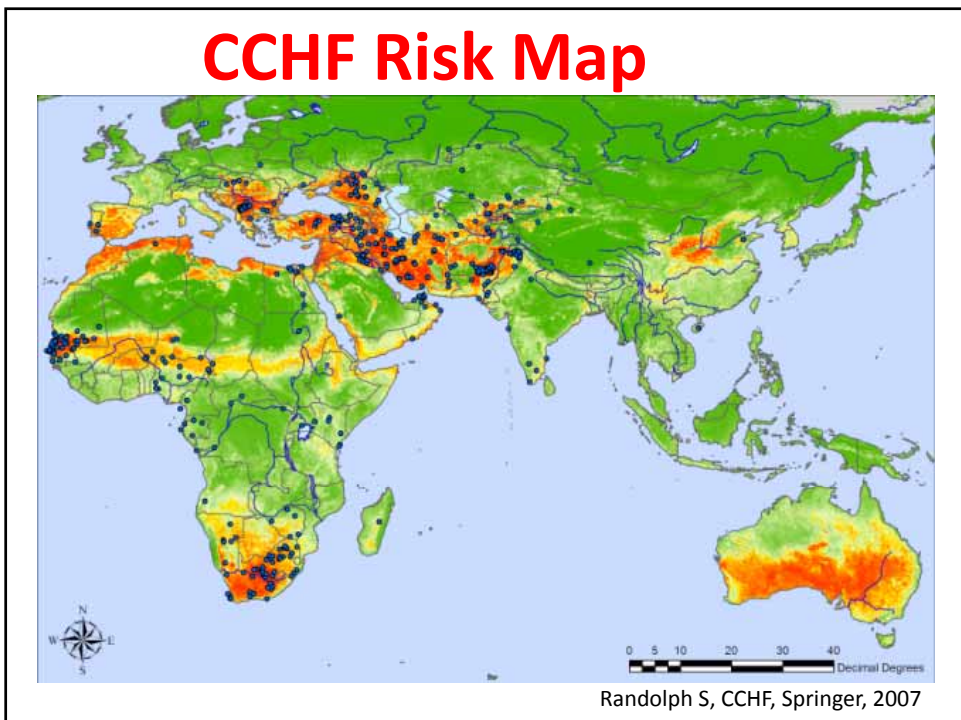 CCHF Risk Map
N
W E
S
0 5 10 20 30 40
Decimal Degrees
Randolph S, CCHF, Springer, 2007